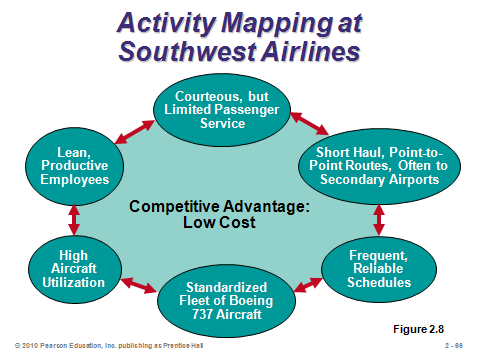 Activity Mapping at
Southwest Airlines
Courteous, but
Limited Passenger
Service
Lean,
Productive
Employees
Short Haul, Point-to-
Point Routes, Often to
Secondary Airports
Competitive Advantage:
Low Cost
High
Aircraft
Utilization
Standardized
Fleet of Boeing
737 Aircraft
Frequent,
Reliable
Schedules
Figure 2.8
© 2010 Pearson Education, Inc. publishing as Prentice Hall
2 - 66